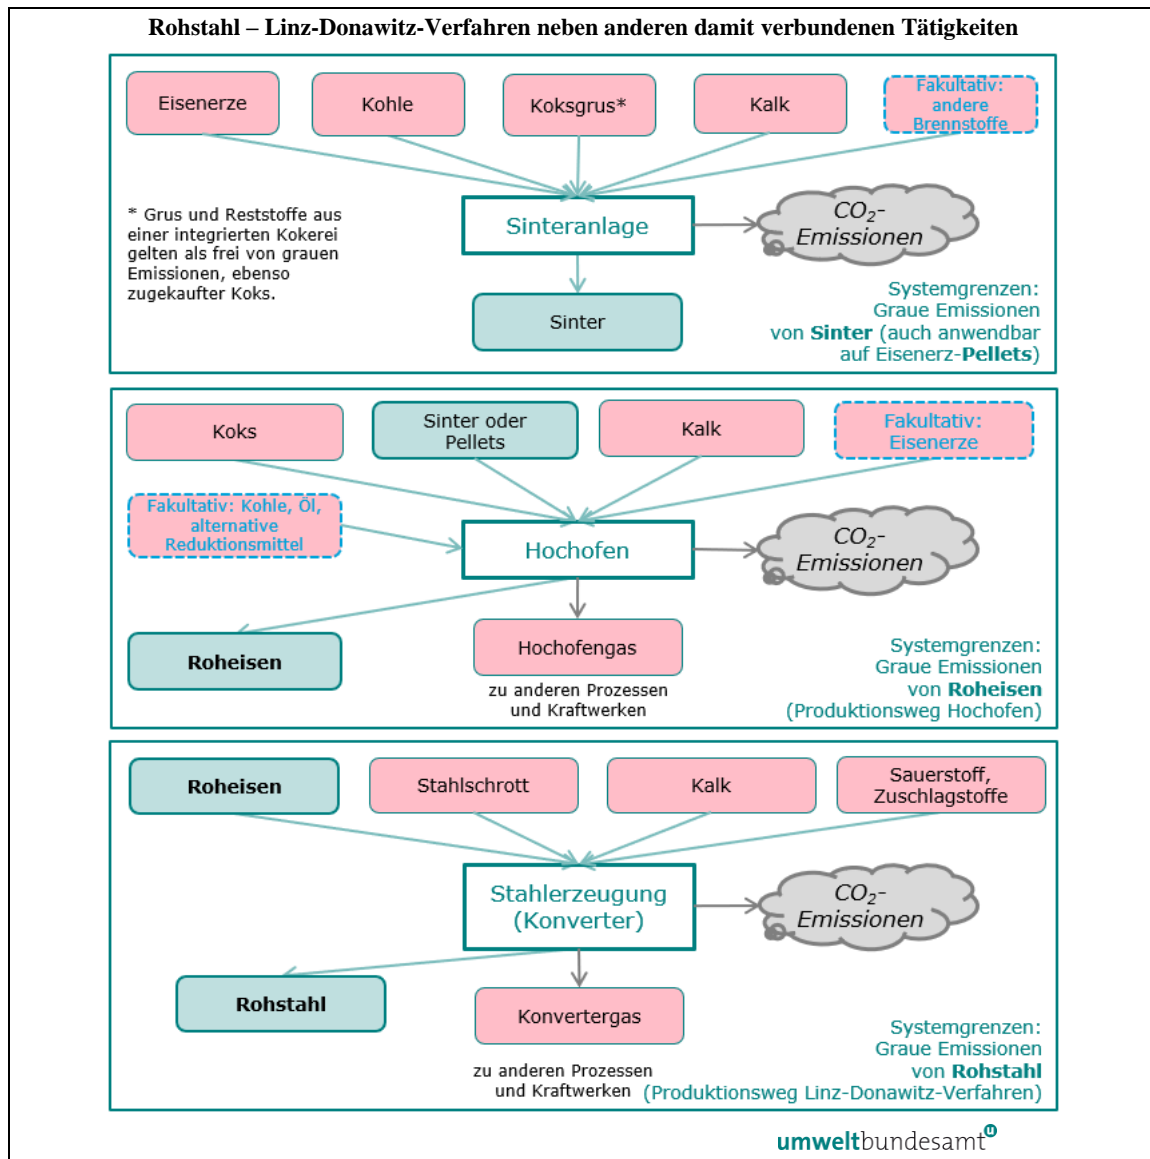 Rohstahl – Linz-Donawitz-Verfahren neben anderen damit verbundenen Tätigkeiten
Eisenerze
Kohle
Koksgrus*
Kalk
Fakultativ:
andere
Brennstoffe
* Grus und Reststoffe aus
einer integrierten Kokerei
gelten als frei von grauen
Emissionen, ebenso
zugekaufter Koks.
Sinteranlage
CO₂-
Emissionen
Sinter
Systemgrenzen:
Graue Emissionen
von Sinter (auch anwendbar
auf Eisenerz-Pellets)
Koks
Sinter oder
Pellets
Kalk
Fakultativ:
Eisenerze
Fakultativ: Kohle, Öl,
alternative
Reduktionsmittel
Hochofen
CO₂-
Emissionen
Roheisen
Hochofengas
zu anderen Prozessen
und Kraftwerken
Systemgrenzen:
Graue Emissionen
von Roheisen
(Produktionsweg Hochofen)
Roheisen
Stahlschrott
Kalk
Sauerstoff,
Zuschlagstoffe
Stahlerzeugung
(Konverter)
CO₂-
Emissionen
Rohstahl
Konvertergas
zu anderen Prozessen
und Kraftwerken
Systemgrenzen:
Graue Emissionen
von Rohstahl
(Produktionsweg Linz-Donawitz-Verfahren)
umweltbundesamt u